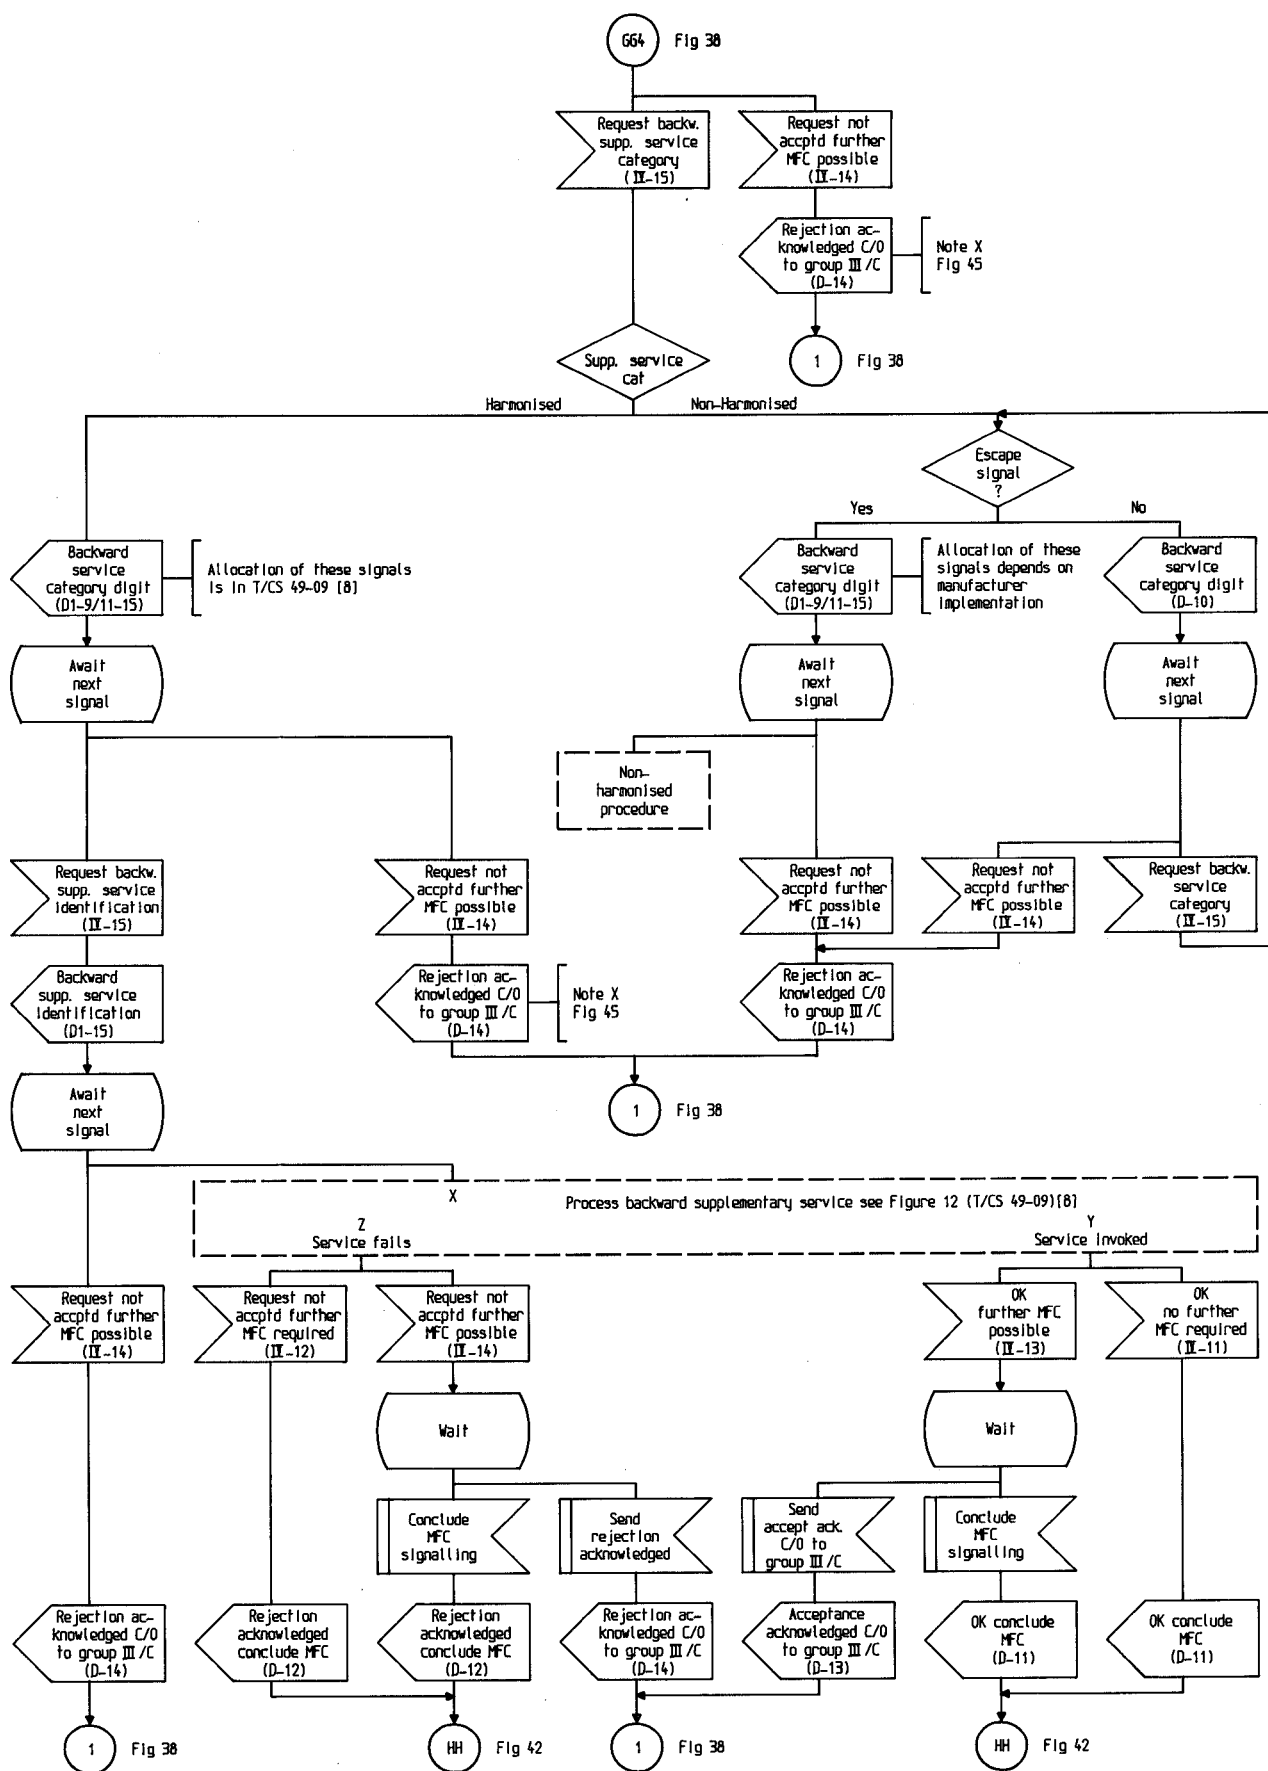 GG4
Fig 38
Request backw.
supp. service
category
(IV-15)
Request not
accptd further
MFC possible
(IV-14)
Rejection ac-
knowledged C/O
to group III/C
(D-14)
Note X
Fig 45
1
Fig 38
Supp. service
cat
Harmonised
Non-Harmonised
Escape
signal
?
Yes
No
Backward
service
category digit
(D1-9/11-15)
Allocation of these signals
is in T/CS 49-09 [8]
Backward
service
category digit
(D1-9/11-15)
Allocation of these
signals depends on
manufacturer
implementation
Backward
service
category digit
(D-10)
Await
next
signal
Await
next
signal
Await
next
signal
Non-
harmonised
procedure
Request backw.
supp. service
identification
(IV-15)
Request not
accptd further
MFC possible
(IV-14)
Request not
accptd further
MFC possible
(IV-14)
Request not
accptd further
MFC possible
(IV-14)
Request backw.
service
category
(IV-15)
Backward
supp. service
identification
(D1-15)
Rejection ac-
knowledged C/O
to group III/C
(D-14)
Note X
Fig 45
Rejection ac-
knowledged C/O
to group III/C
(D-14)
Await
next
signal
1
Fig 38
X
Process backward supplementary service see Figure 12 (T/CS 49-09)[8]
Z
Service fails
Y
Service invoked
Request not
accptd further
MFC possible
(IV-14)
Request not
accptd further
MFC required
(IV-12)
Request not
accptd further
MFC possible
(IV-14)
OK
further MFC
possible
(IV-13)
OK
no further
MFC required
(IV-11)
Wait
Wait
Conclude
MFC
signalling
Send
rejection
acknowledged
Send
accept ack.
C/O to
group III/C
Conclude
MFC
signalling
Rejection ac-
knowledged C/O
to group III/C
(D-14)
Rejection
acknowledged
conclude MFC
(D-12)
Rejection
acknowledged
conclude MFC
(D-12)
Rejection ac-
knowledged C/O
to group III/C
(D-14)
Acceptance
acknowledged C/O
to group III/C
(D-13)
OK conclude
MFC
(D-11)
OK conclude
MFC
(D-11)
1
Fig 38
HH
Fig 42
1
Fig 38
HH
Fig 42